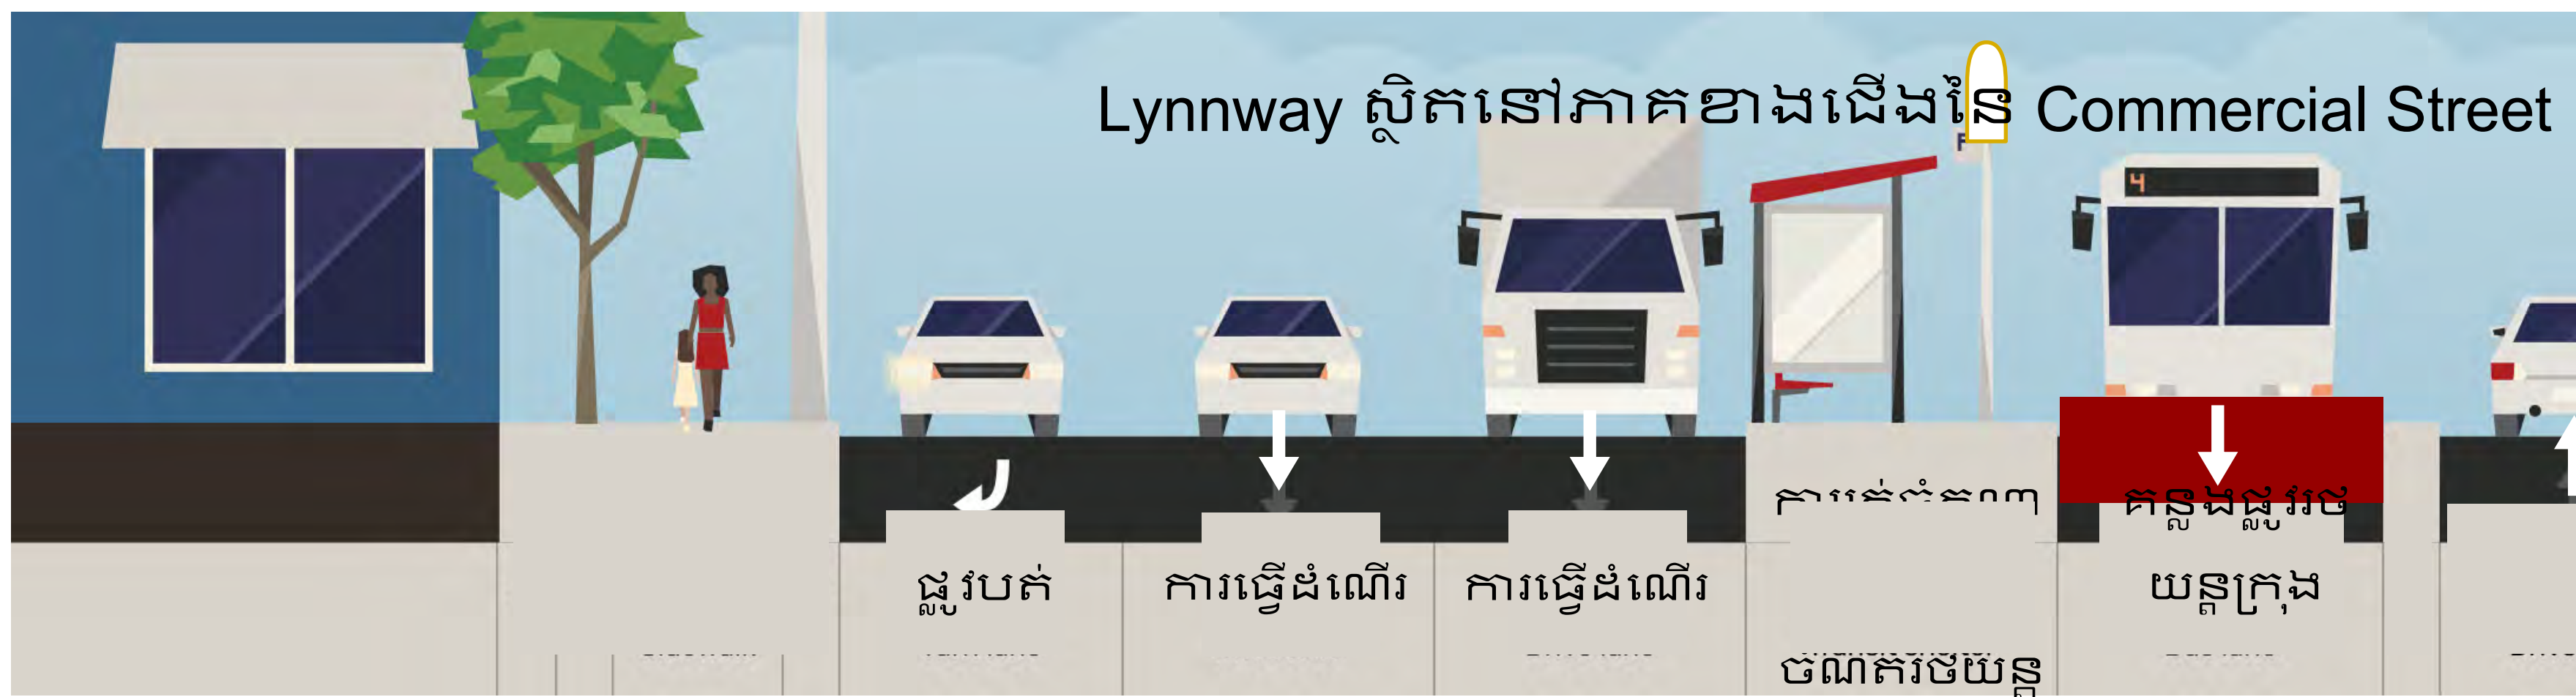 Lynnway ស្ថិតនៅភាគខាងជើងនៃ Commercial Street
4
គន្លងផ្លូវរថ
យន្តក្រុង
ផ្លូវបត់
ការធ្វើដំណើរ
ការធ្វើដំណើរ
ចំណតរថយន្ត